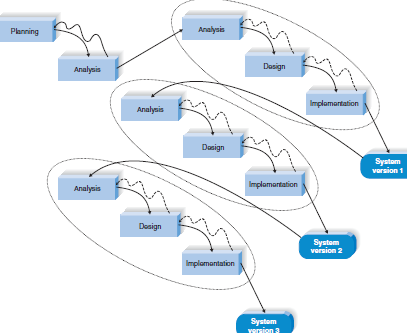 Planning
Analysis
Analysis
Design
Implementation
System
version 1
Analysis
Design
Implementation
System
version 2
Analysis
Design
Implementation
System
version 3